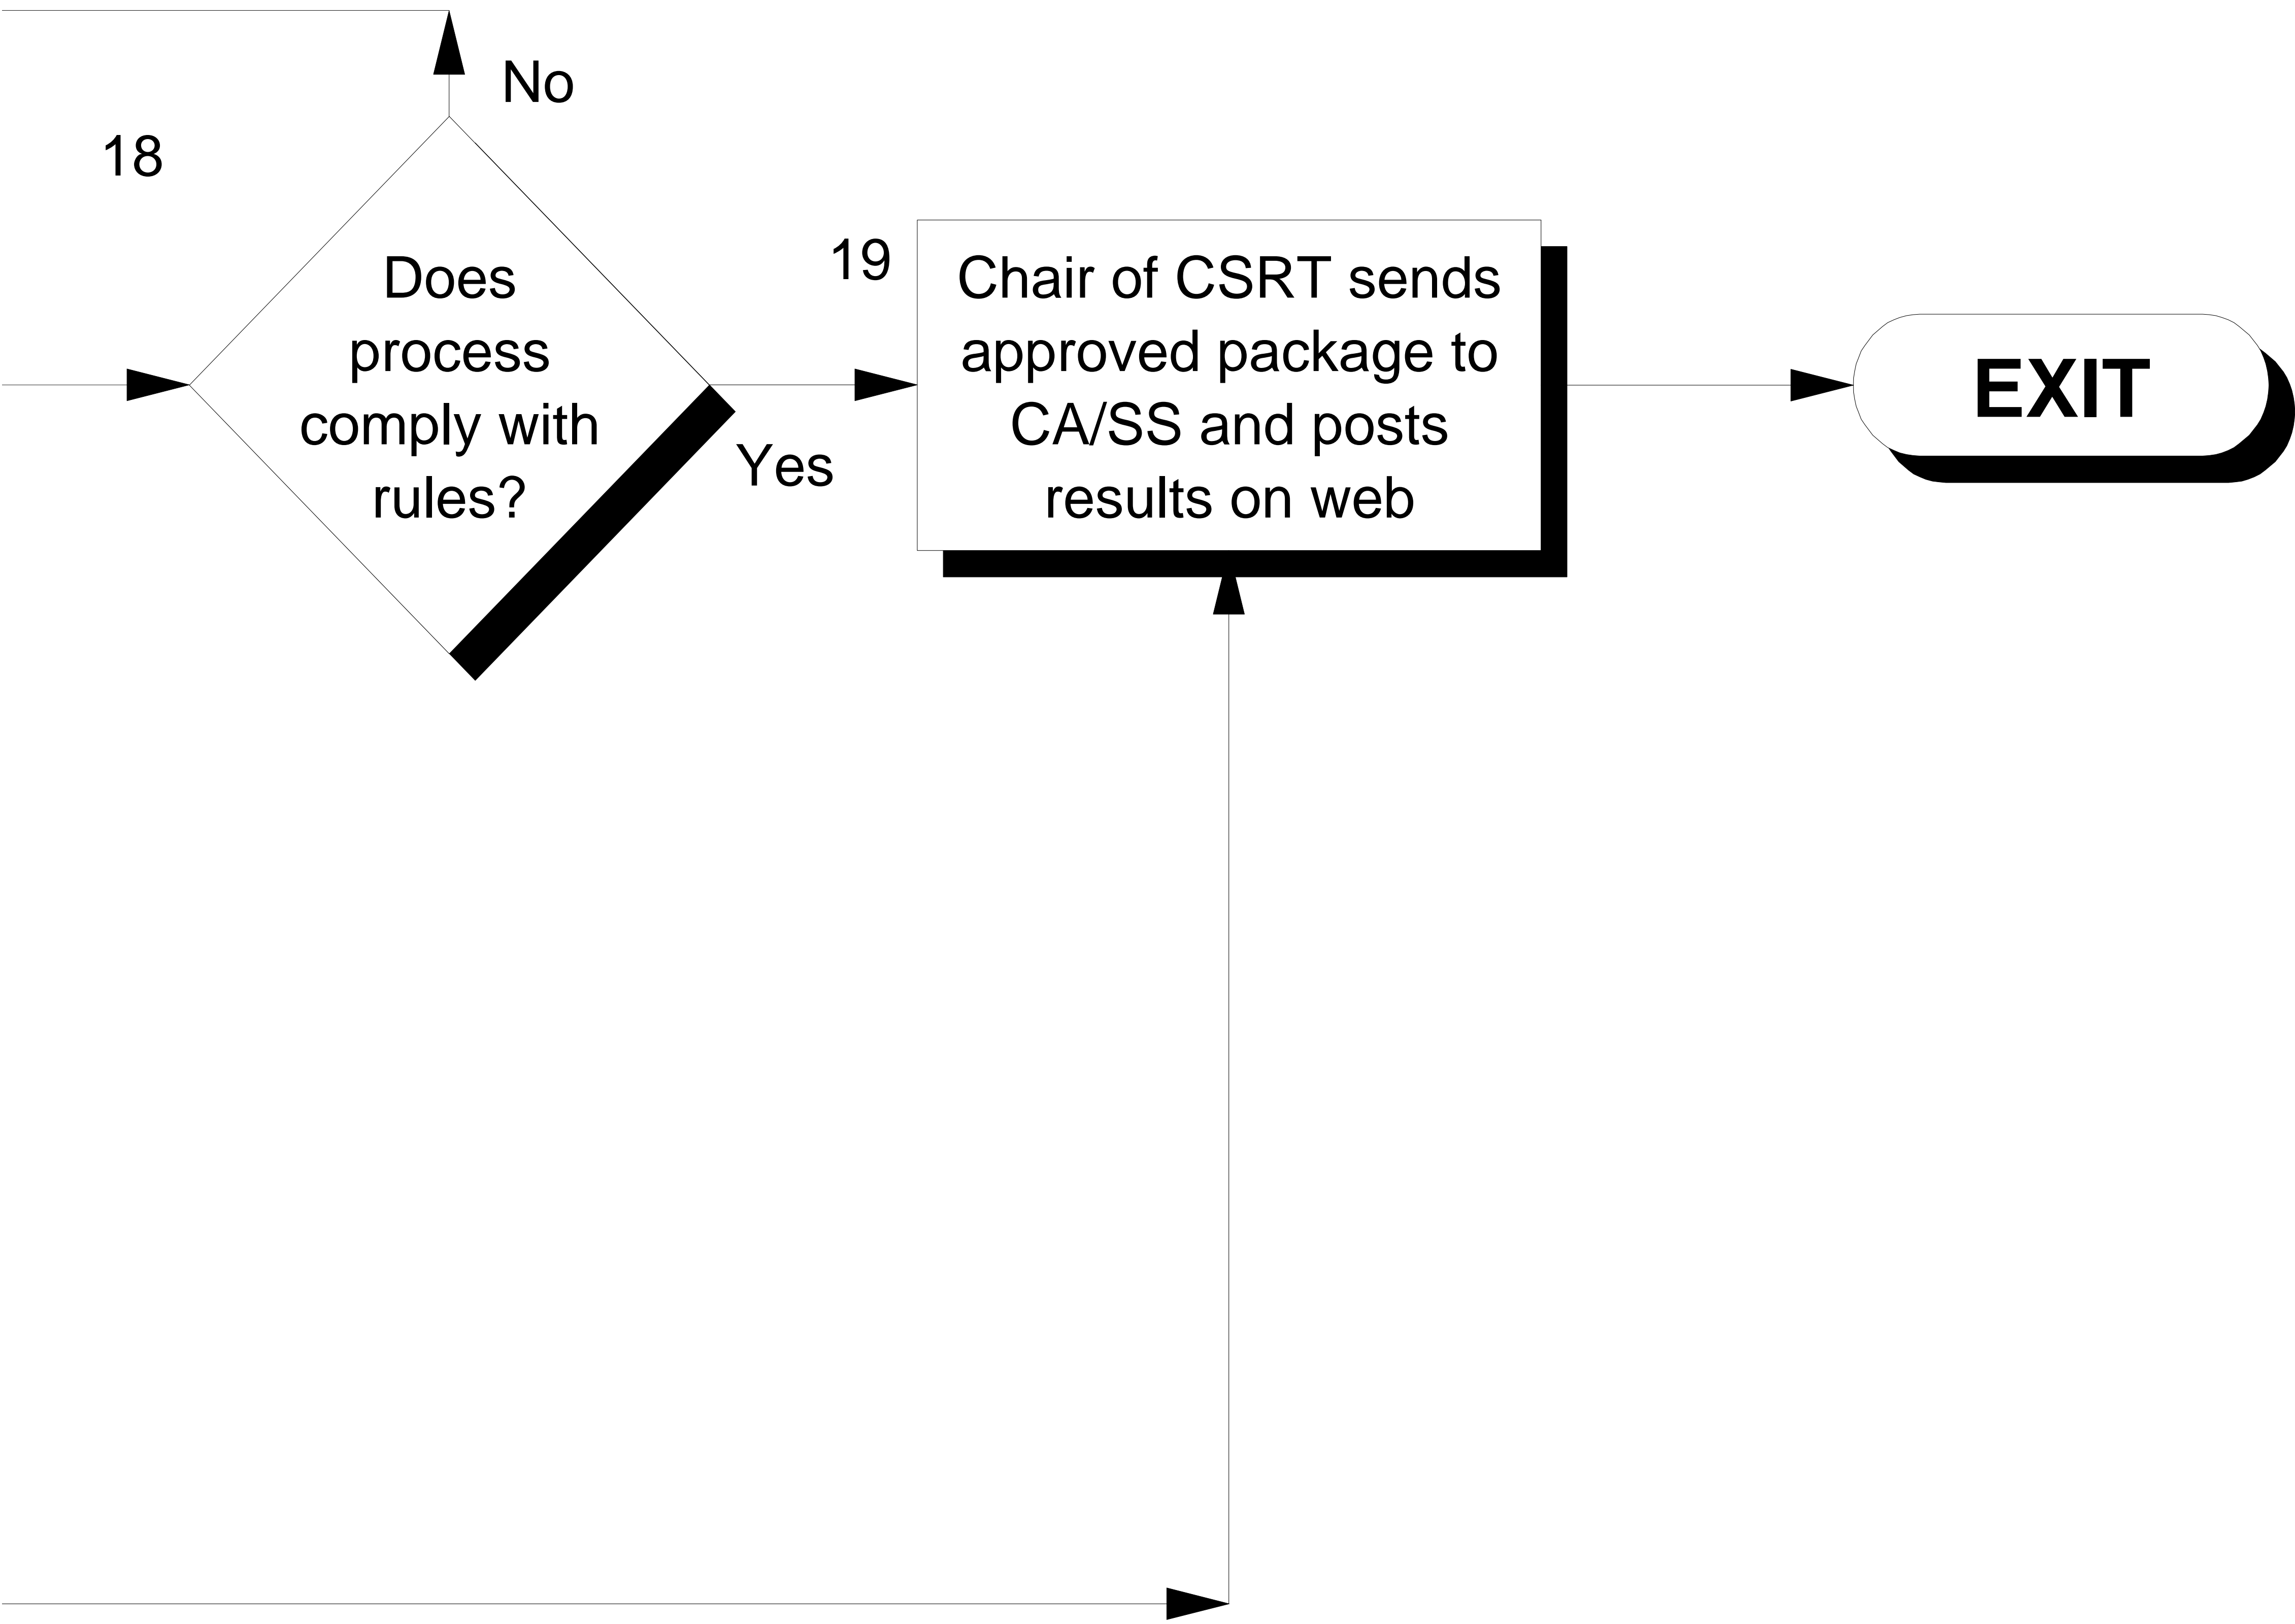 No
18
Does
process
comply with
rules?
Yes
19
Chair of CSRT sends
approved package to
CA/SS and posts
results on web
EXIT